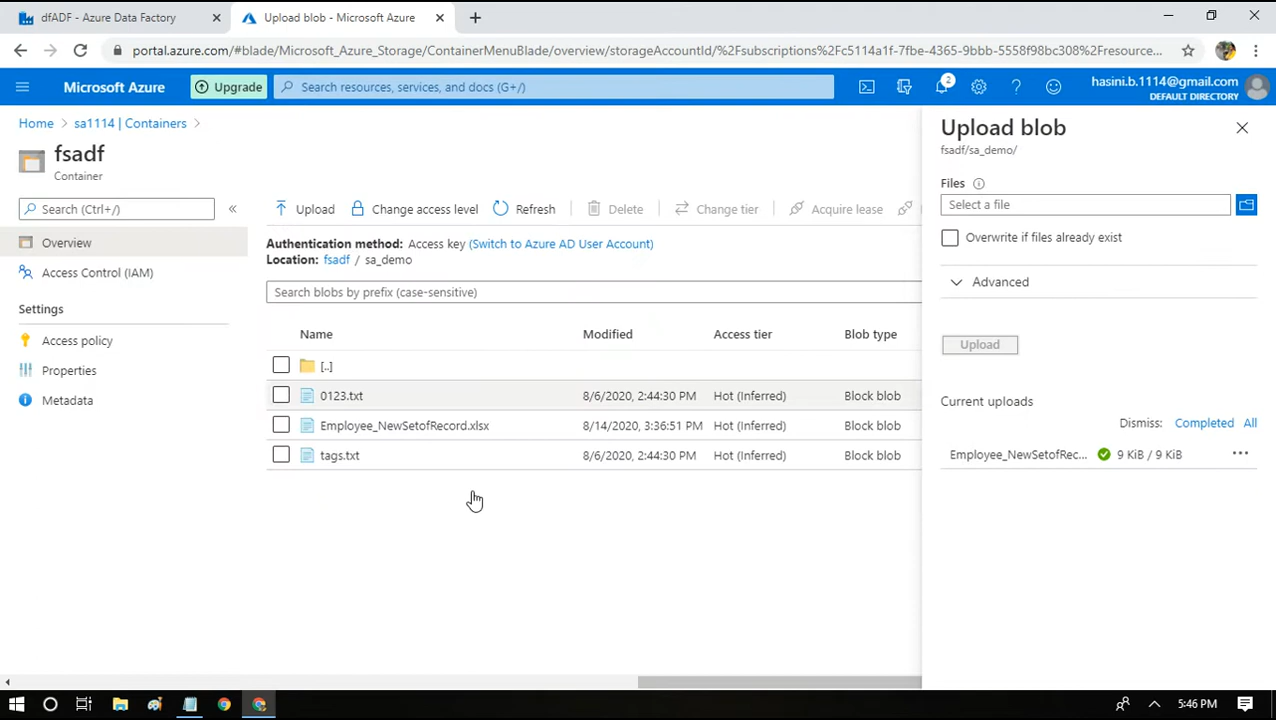 dfADF - Azure Data Factory
Upload blob - Microsoft Azure
portal.azure.com/#blade/Microsoft_Azure_Storage/ContainerMenuBlade/overview/storageAccountId/%2Fsubscriptions%2Fc5114a1f-7fbe-4365-9bbb-5558f98bc308%2Fresource...
Microsoft Azure
Upgrade
Search resources, services, and docs (G+/)
2
hasini.b.1114@gmail.com
DEFAULT DIRECTORY
Home > sa1114 | Containers >
fsadf
Container
Search (Ctrl+/)
«
Overview
Access Control (IAM)
Settings
Access policy
Properties
Metadata
Upload
Change access level
Refresh
Delete
Change tier
Acquire lease
Authentication method: Access key (Switch to Azure AD User Account)
Location: fsadf / sa_demo
Search blobs by prefix (case-sensitive)
Name Modified Access tier Blob type
[..]
0123.txt 8/6/2020, 2:44:30 PM Hot (Inferred) Block blob
Employee_NewSetofRecord.xlsx 8/14/2020, 3:36:51 PM Hot (Inferred) Block blob
tags.txt 8/6/2020, 2:44:30 PM Hot (Inferred) Block blob
Upload blob
fsadf/sa_demo/
Files
Select a file
Overwrite if files already exist
Advanced
Upload
Current uploads
Dismiss: Completed All
Employee_NewSetofRec... 9 KiB / 9 KiB ...
5:46 PM